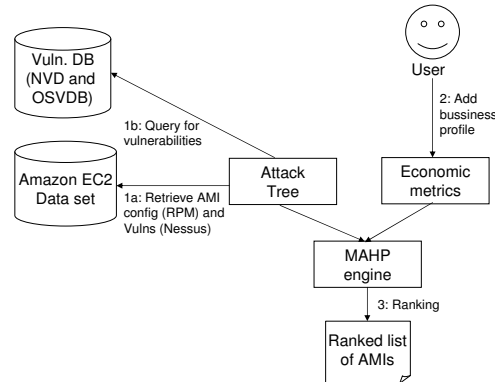 Vuln. DB
(NVD and
OSVDB)
User
2: Add
bussiness
profile
1b: Query for
vulnerabilities
Amazon EC2
Data set
1a: Retrieve AMI
config (RPM) and
Vulns (Nessus)
Attack
Tree
Economic
metrics
MAHP
engine
3: Ranking
Ranked list
of AMIs